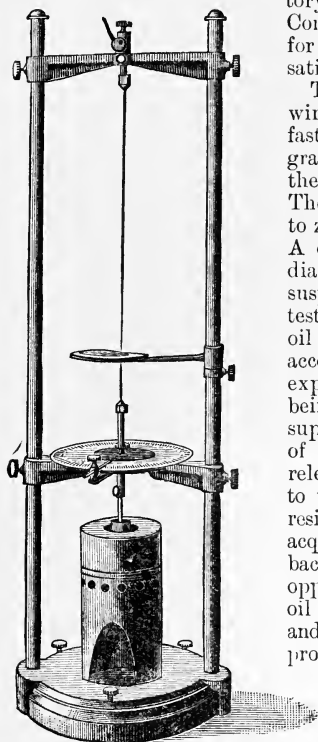 tory
Con
for
sati
T
wir
fast
gra
the
The
to z
A c
dia
sus
test
oil
acco
exp
bein
sup
of
rele
to
resi
acq
bac
opp
oil
and
pro